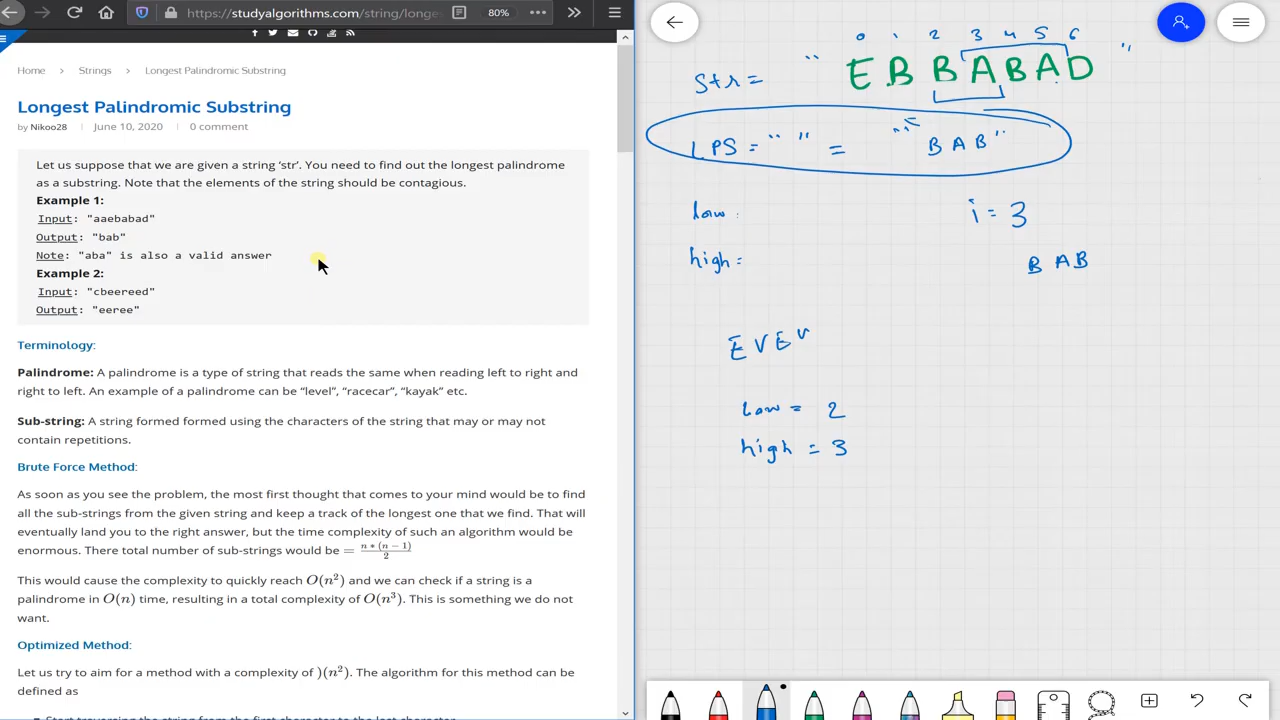 https://studyalgorithms.com/string/longe
80%
Home > Strings > Longest Palindromic Substring
Longest Palindromic Substring
by Nikoo28 June 10, 2020 0 comment
Let us suppose that we are given a string ‘str’. You need to find out the longest palindrome
as a substring. Note that the elements of the string should be contagious.
Example 1:
Input: "aaebabad"
Output: "bab"
Note: "aba" is also a valid answer
Example 2:
Input: "cbeereed"
Output: "eeree"
Terminology:
Palindrome: A palindrome is a type of string that reads the same when reading left to right and
right to left. An example of a palindrome can be “level”, “racecar”, “kayak” etc.
Sub-string: A string formed formed using the characters of the string that may or may not
contain repetitions.
Brute Force Method:
As soon as you see the problem, the most first thought that comes to your mind would be to find
all the sub-strings from the given string and keep a track of the longest one that we find. That will
eventually land you to the right answer, but the time complexity of such an algorithm would be
enormous. There total number of sub-strings would be = n*(n−1)/2
This would cause the complexity to quickly reach O(n²) and we can check if a string is a
palindrome in O(n) time, resulting in a total complexity of O(n³). This is something we do not
want.
Optimized Method:
Let us try to aim for a method with a complexity of )(n²). The algorithm for this method can be
defined as
Start traversing the string from the first character to the last character.
0 1 2 3 4 5 6
Str = " E B B A B A D "
LPS = " " = " B A B "
low :
i = 3
high =
B A B
E V E N
low = 2
high = 3